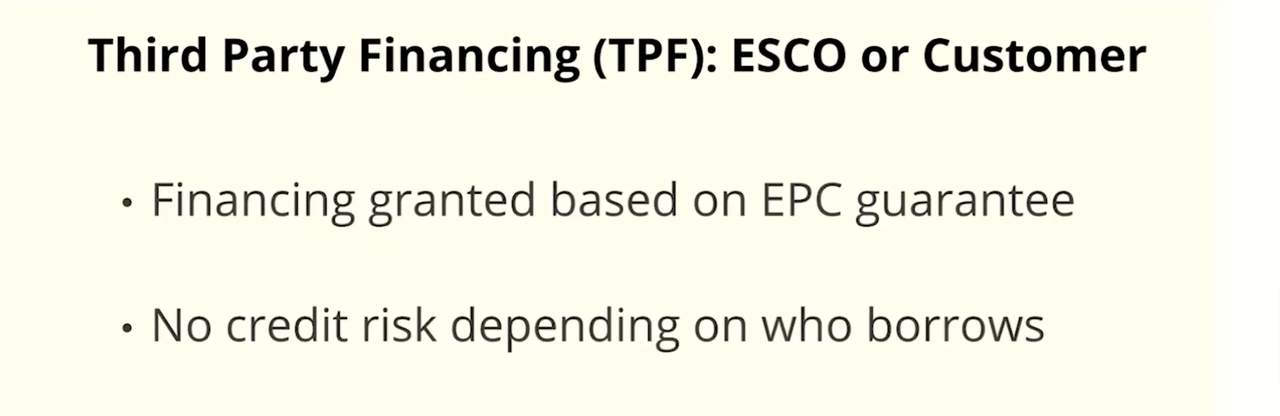 Third Party Financing (TPF): ESCO or Customer
• Financing granted based on EPC guarantee
• No credit risk depending on who borrows